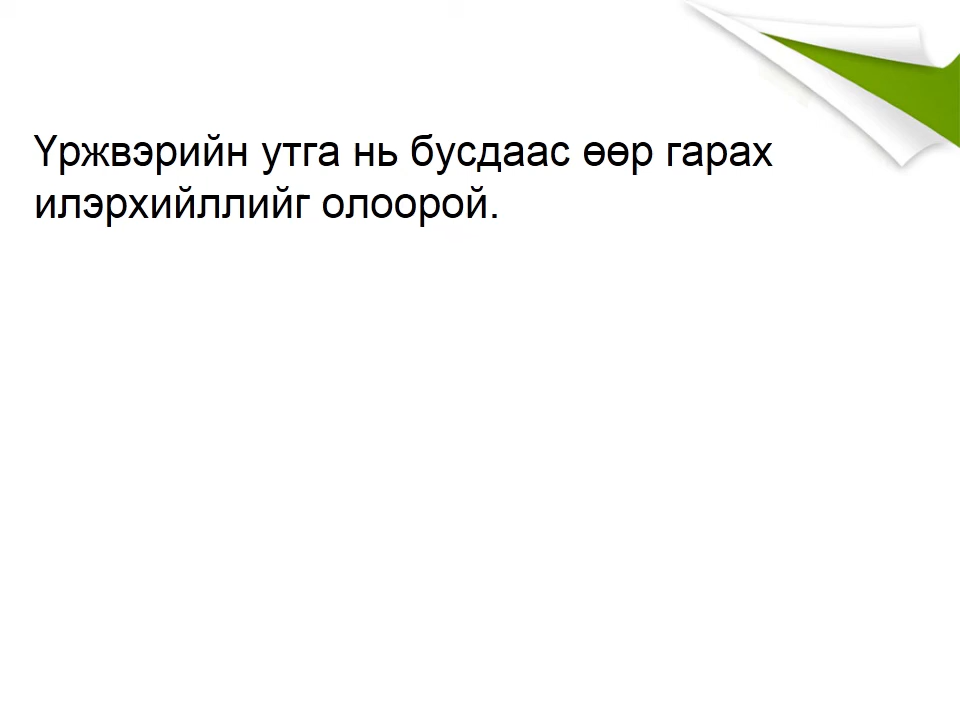 Үржвэрийн утга нь бусдаас өөр гарах
илэрхийллийг олоорой.